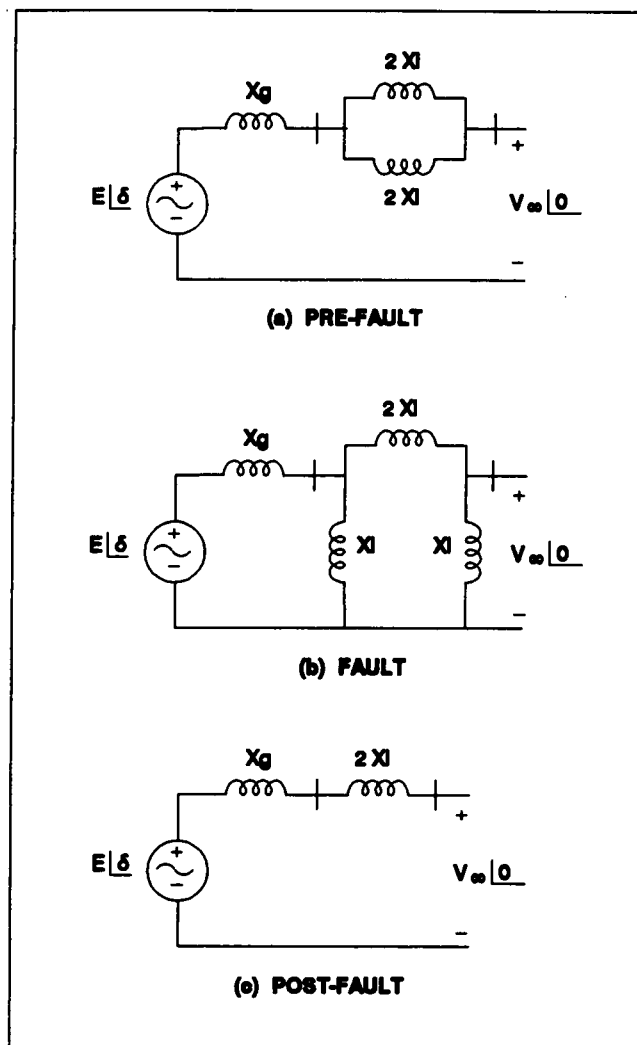 2 Xl
Xg
+
E∠δ
+
−
2 Xl
V∞∠0
−
(a) PRE-FAULT
2 Xl
Xg
+
E∠δ
+
−
Xl
Xl
V∞∠0
−
(b) FAULT
Xg
2 Xl
+
E∠δ
+
−
V∞∠0
−
(c) POST-FAULT